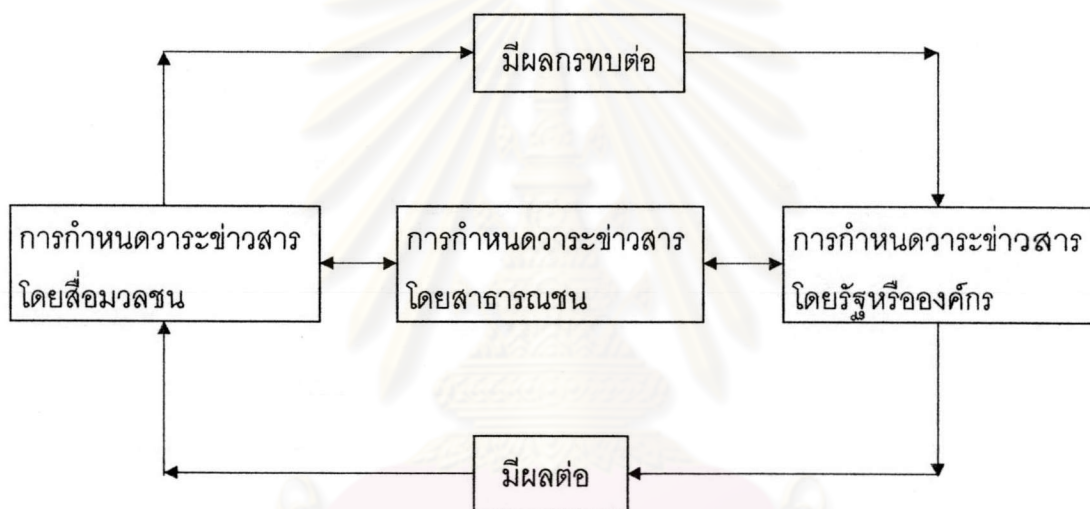 มีผลกรทบต่อ
การกำหนดวาระข่าวสาร
โดยสื่อมวลชน
การกำหนดวาระข่าวสาร
โดยสาธารณชน
การกำหนดวาระข่าวสาร
โดยรัฐหรือองค์กร
มีผลต่อ